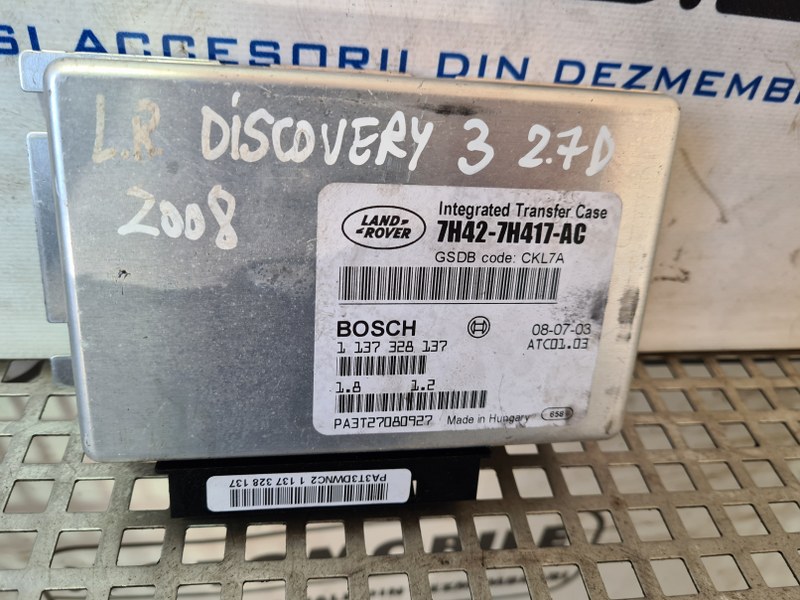 ȘI ACCESORII DIN DEZMEMB
L.R DISCOVERY 3 2.7D
2008
LAND-
-ROVER
Integrated Transfer Case
7H42-7H417-AC
GSDB code: CKL7A
BOSCH
08-07-03
1 137 328 137
ATC01.03
1.8 1.2
PA3T27080927
Made in Hungary
PA3T3DWNC2 1 137 328 137